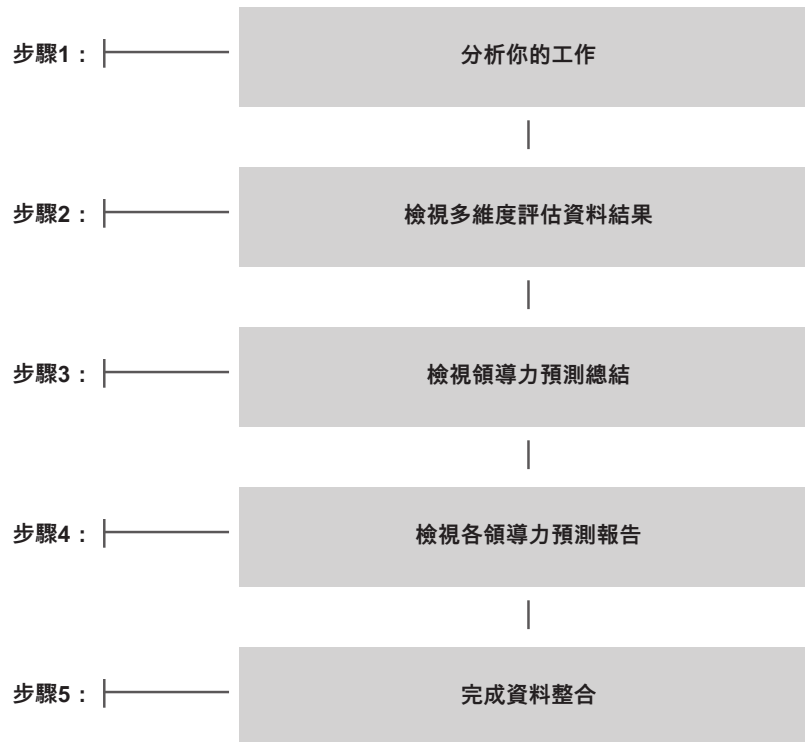 步驟1：分析你的工作
步驟2：檢視多維度評估資料結果
步驟3：檢視領導力預測總結
步驟4：檢視各領導力預測報告
步驟5：完成資料整合